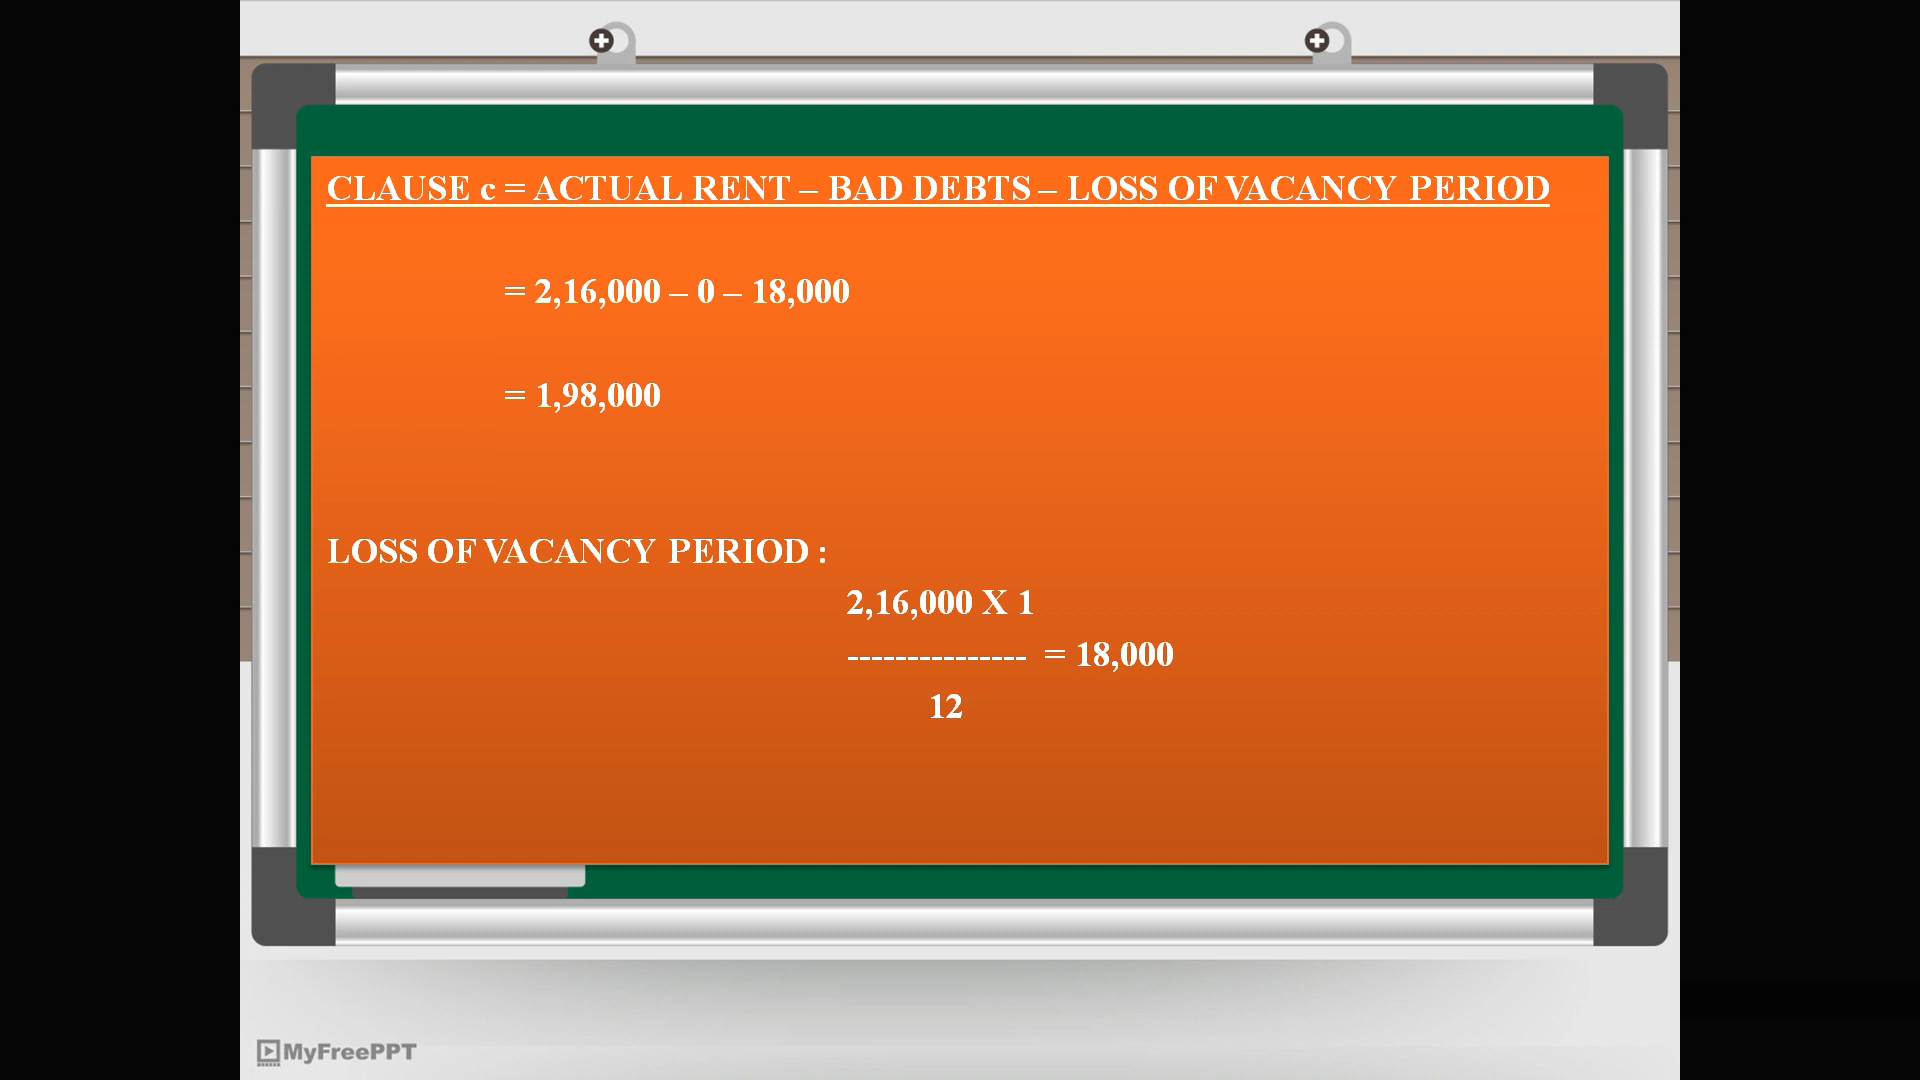 CLAUSE c = ACTUAL RENT – BAD DEBTS – LOSS OF VACANCY PERIOD
= 2,16,000 – 0 – 18,000
= 1,98,000
LOSS OF VACANCY PERIOD :
2,16,000 X 1
--------------- = 18,000
12
MyFreePPT